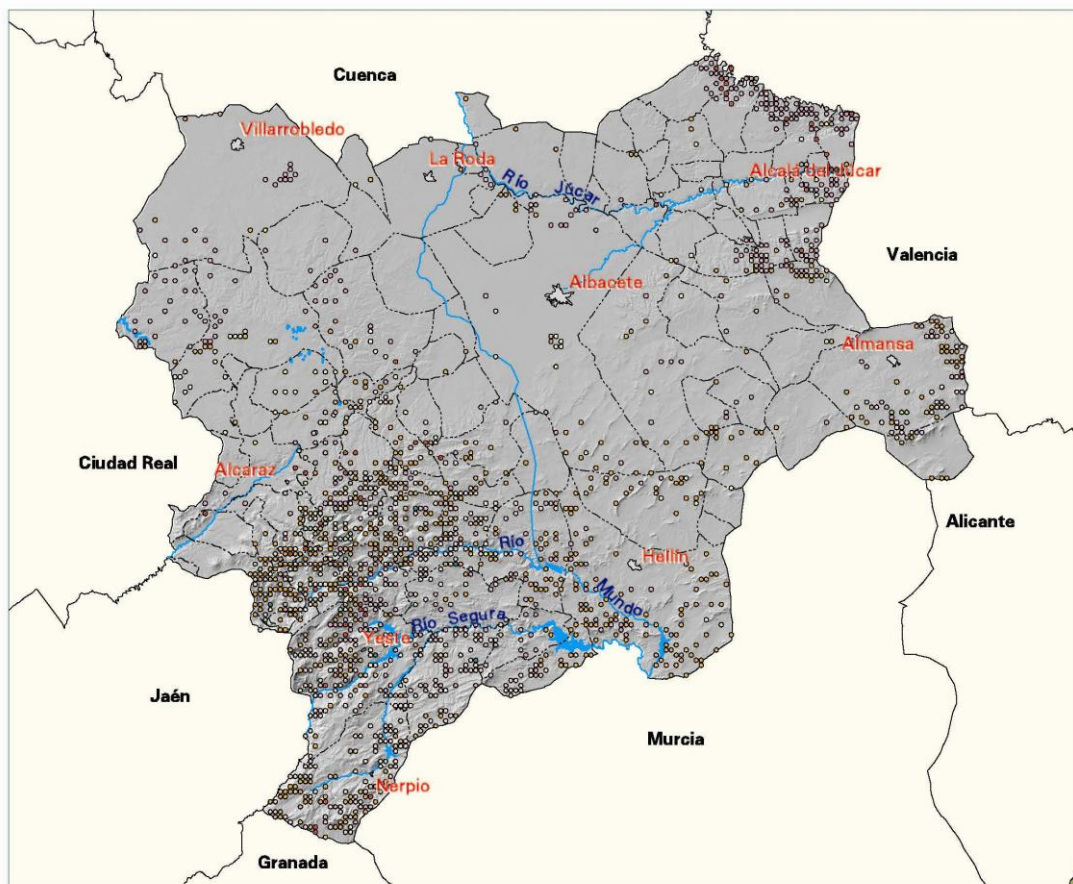 Cuenca
Villarrobledo
La Roda
Alcalá del Júcar
Río Júcar
Valencia
Albacete
Almansa
Ciudad Real
Alcaraz
Alicante
Río
Hellín
Mundo
Río Segura
Yeste
Jaén
Murcia
Nerpio
Granada